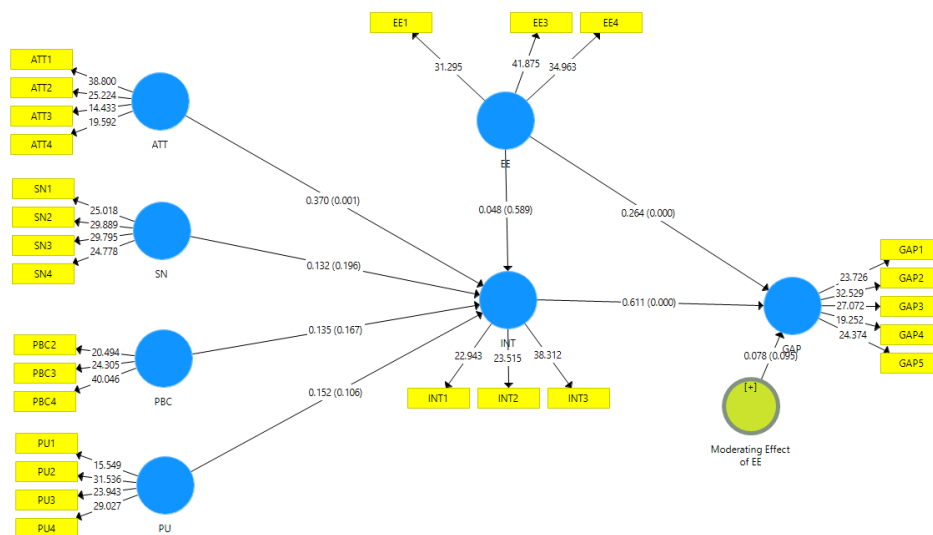 EE1
EE3
EE4
31.295
41.875
34.963
ATT1
ATT2
ATT3
ATT4
38.800
25.224
14.433
19.592
ATT
EE
SN1
SN2
SN3
SN4
25.018
29.889
29.795
24.778
SN
0.370 (0.001)
0.048 (0.589)
0.264 (0.000)
0.132 (0.196)
PBC2
PBC3
PBC4
20.494
24.305
40.046
PBC
0.135 (0.167)
0.152 (0.106)
INT
0.611 (0.000)
22.943
23.515
38.312
INT1
INT2
INT3
GAP1
GAP2
GAP3
GAP4
GAP5
23.726
32.529
27.072
19.252
24.374
GAP
0.078 (0.095)
[+]
Moderating Effect
of EE
PU1
PU2
PU3
PU4
15.549
31.536
23.943
29.027
PU